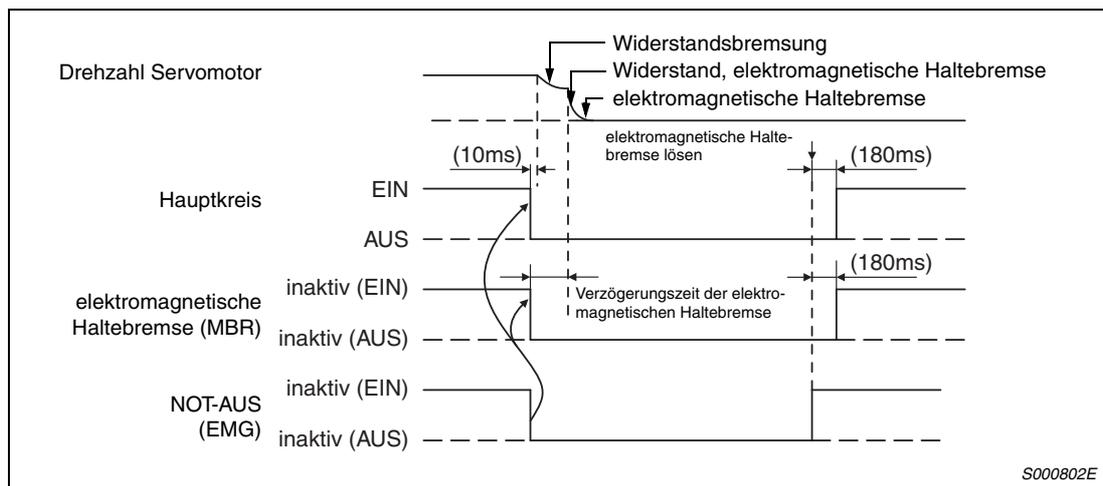 Widerstandsbremsung
Drehzahl Servomotor
Widerstand, elektromagnetische Haltebremse
elektromagnetische Haltebremse
elektromagnetische Halte-
bremse lösen
(10ms)
(180ms)
Hauptkreis
EIN
AUS
(180ms)
elektromagnetische
Haltebremse (MBR)
inaktiv (EIN)
Verzögerungszeit der elektro-
magnetischen Haltebremse
inaktiv (AUS)
NOT-AUS
(EMG)
inaktiv (EIN)
inaktiv (AUS)
S000802E